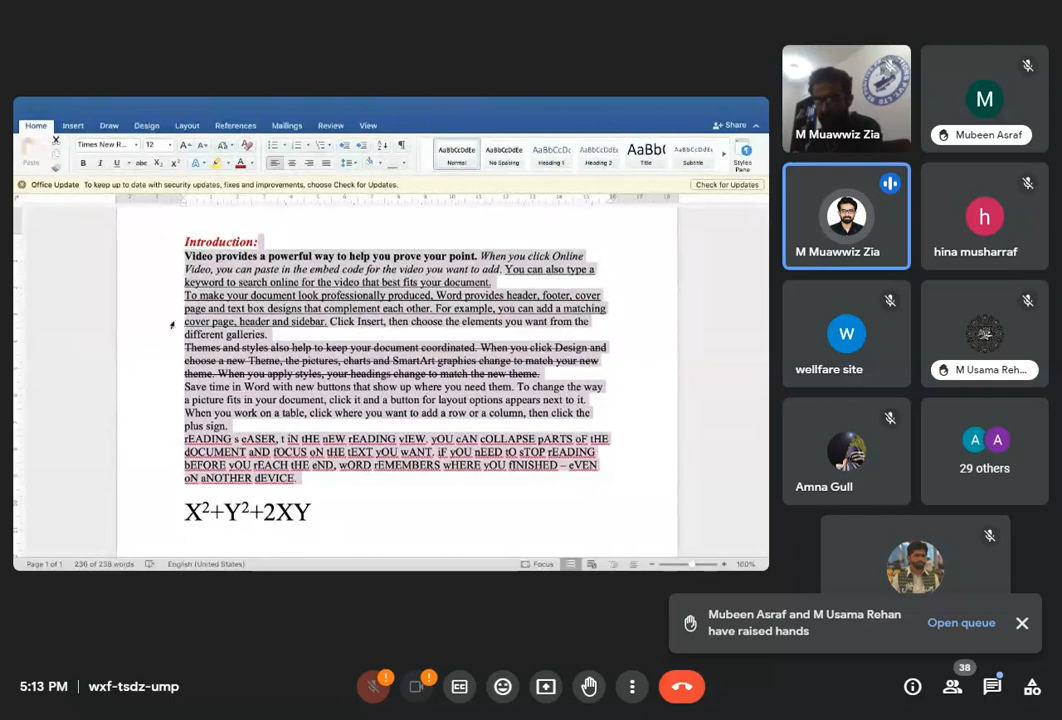 Home Insert Draw Design Layout References Mailings Review View Share
Paste
Times New R... 12
B I U abc X₂ X²
AaBbCcDdEe AaBbCcDdEe AaBbCcDc AaBbCcDdEe AaBb( AaBbCcDdEe
Normal No Spacing Heading 1 Heading 2 Title Subtitle Styles
Pane
Office Update To keep up to date with security updates, fixes and improvements, choose Check for Updates. Check for Updates
Introduction:
Video provides a powerful way to help you prove your point. When you click Online
Video, you can paste in the embed code for the video you want to add. You can also type a
keyword to search online for the video that best fits your document.
To make your document look professionally produced, Word provides header, footer, cover
page and text box designs that complement each other. For example, you can add a matching
cover page, header and sidebar. Click Insert, then choose the elements you want from the
different galleries.
Themes and styles also help to keep your document coordinated. When you click Design and
choose a new Theme, the pictures, charts and SmartArt graphics change to match your new
theme. When you apply styles, your headings change to match the new theme.
Save time in Word with new buttons that show up where you need them. To change the way
a picture fits in your document, click it and a button for layout options appears next to it.
When you work on a table, click where you want to add a row or a column, then click the
plus sign.
rEADING s eASER, t iN tHE nEW rEADING vIEW. yOU cAN cOLLAPSE pARTS oF tHE
dOCUMENT aND fOCUS oN tHE tEXT yOU wANT. iF yOU nEED tO sTOP rEADING
bEFORE yOU rEACH tHE eND, wORD rEMEMBERS wHERE yOU fINISHED – eVEN
oN aNOTHER dEVICE.
X²+Y²+2XY
Page 1 of 1 236 of 238 words English (United States) Focus 160%
M Muawwiz Zia
M
Mubeen Asraf
M Muawwiz Zia
h
hina musharraf
W
wellfare site
M Usama Reh...
Amna Gull
A A
29 others
Mubeen Asraf and M Usama Rehan
have raised hands
Open queue
5:13 PM wxf-tsdz-ump
38